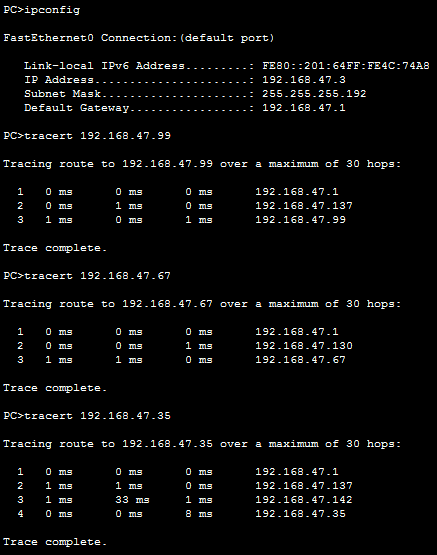 PC>ipconfig
FastEthernet0 Connection:(default port)
Link-local IPv6 Address.........: FE80::201:64FF:FE4C:74A8
IP Address......................: 192.168.47.3
Subnet Mask.....................: 255.255.255.192
Default Gateway.................: 192.168.47.1
PC>tracert 192.168.47.99
Tracing route to 192.168.47.99 over a maximum of 30 hops:
1 0 ms 0 ms 0 ms 192.168.47.1
2 0 ms 1 ms 0 ms 192.168.47.137
3 1 ms 0 ms 1 ms 192.168.47.99
Trace complete.
PC>tracert 192.168.47.67
Tracing route to 192.168.47.67 over a maximum of 30 hops:
1 0 ms 0 ms 0 ms 192.168.47.1
2 0 ms 0 ms 1 ms 192.168.47.130
3 1 ms 1 ms 0 ms 192.168.47.67
Trace complete.
PC>tracert 192.168.47.35
Tracing route to 192.168.47.35 over a maximum of 30 hops:
1 0 ms 0 ms 0 ms 192.168.47.1
2 1 ms 1 ms 0 ms 192.168.47.137
3 1 ms 33 ms 1 ms 192.168.47.142
4 0 ms 0 ms 8 ms 192.168.47.35
Trace complete.